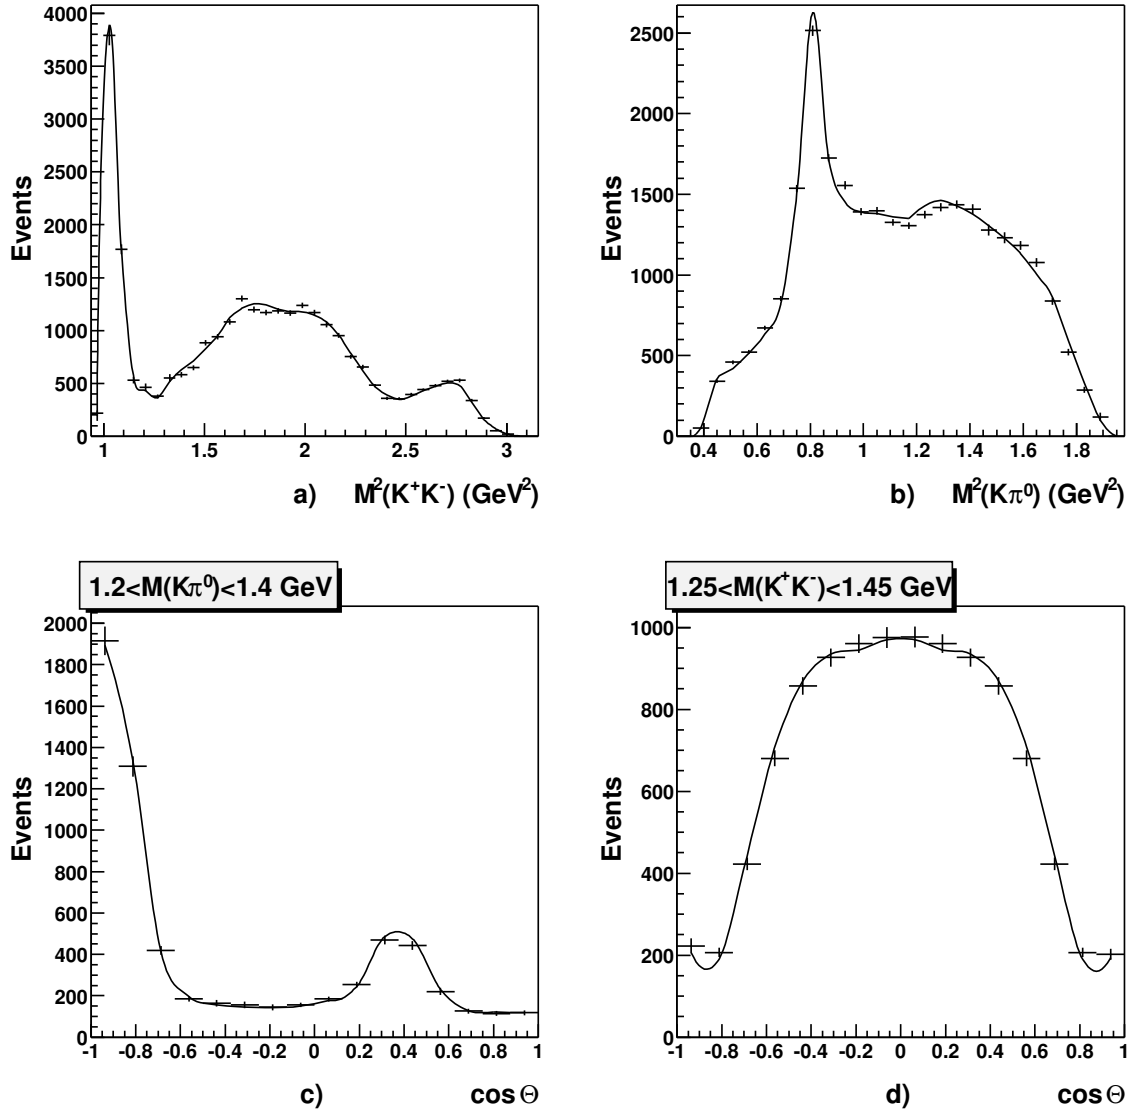 4000
3500
3000
2500
2000
1500
1000
500
0
Events
1
1.5
2
2.5
3
a) M²(K⁺K⁻) (GeV²)
2500
2000
1500
1000
500
0
Events
0.4 0.6 0.8 1 1.2 1.4 1.6 1.8
b) M²(Kπ⁰) (GeV²)
1.2<M(Kπ⁰)<1.4 GeV
2000
1800
1600
1400
1200
1000
800
600
400
200
0
Events
-1 -0.8 -0.6 -0.4 -0.2 0 0.2 0.4 0.6 0.8 1
c) cos Θ
1.25<M(K⁺K⁻)<1.45 GeV
1000
800
600
400
200
0
Events
-1 -0.8 -0.6 -0.4 -0.2 0 0.2 0.4 0.6 0.8 1
d) cos Θ